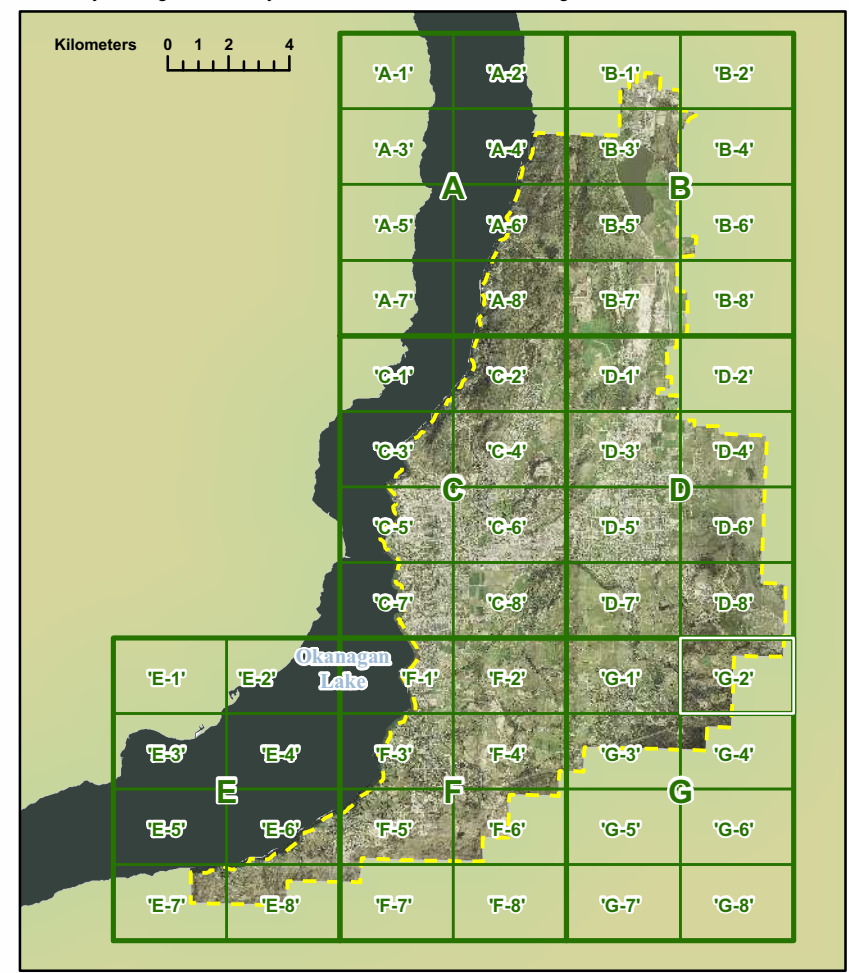 Kilometers 0 1 2 4
'A-1' 'A-2' 'B-1' 'B-2'
'A-3' 'A-4' 'B-3' 'B-4'
A B
'A-5' 'A-6' 'B-5' 'B-6'
'A-7' 'A-8' 'B-7' 'B-8'
'C-1' 'C-2' 'D-1' 'D-2'
'C-3' 'C-4' 'D-3' 'D-4'
C D
'C-5' 'C-6' 'D-5' 'D-6'
'C-7' 'C-8' 'D-7' 'D-8'
Okanagan
Lake
'E-1' 'E-2' 'F-1' 'F-2' 'G-1' 'G-2'
'E-3' 'E-4' 'F-3' 'F-4' 'G-3' 'G-4'
E F G
'E-5' 'E-6' 'F-5' 'F-6' 'G-5' 'G-6'
'E-7' 'E-8' 'F-7' 'F-8' 'G-7' 'G-8'